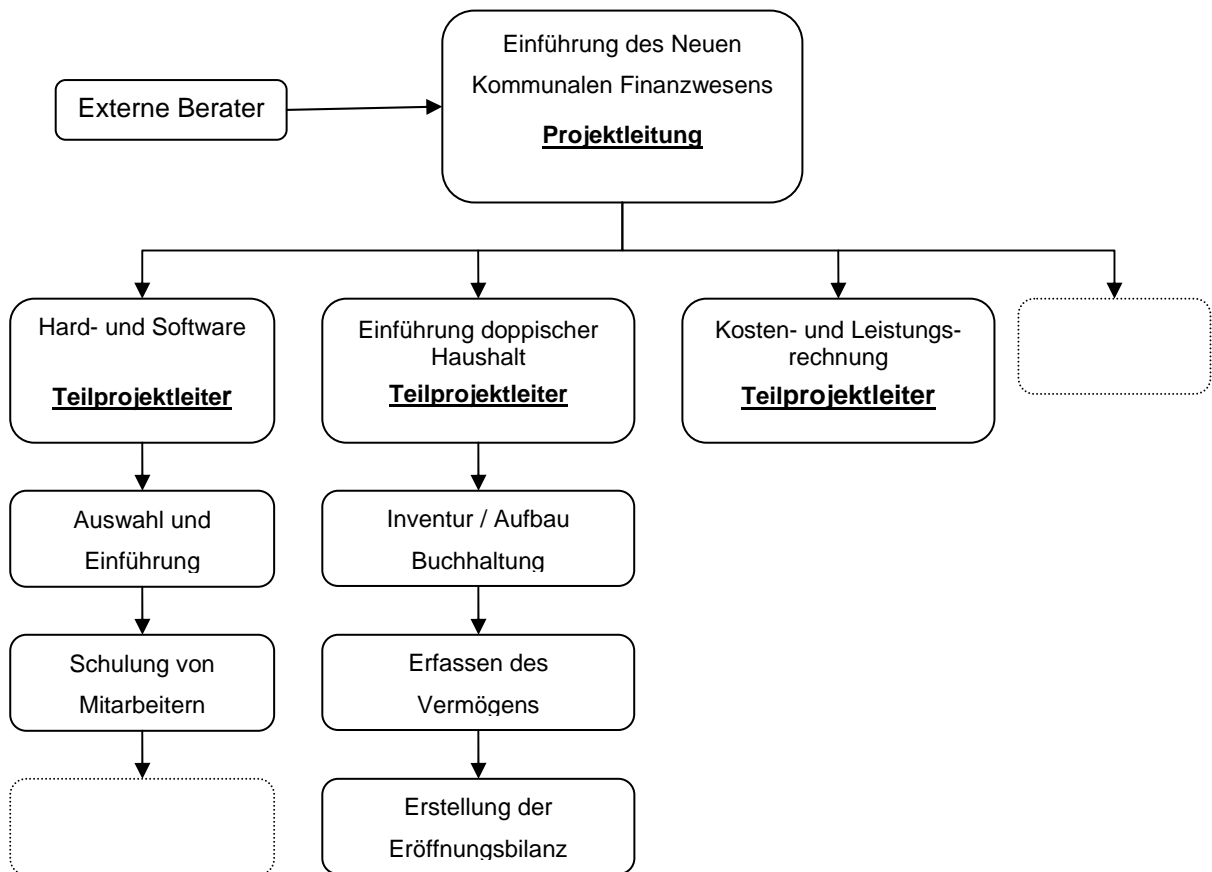 Einführung des Neuen
Kommunalen Finanzwesens
Projektleitung
Externe Berater
Hard- und Software
Teilprojektleiter
Einführung doppischer
Haushalt
Teilprojektleiter
Kosten- und Leistungs-
rechnung
Teilprojektleiter
Auswahl und
Einführung
Inventur / Aufbau
Buchhaltung
Schulung von
Mitarbeitern
Erfassen des
Vermögens
Erstellung der
Eröffnungsbilanz